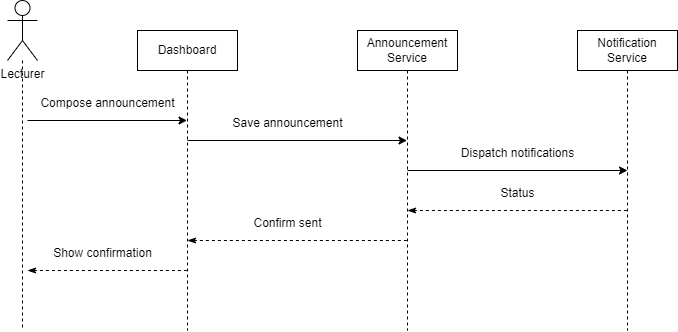 Lecturer
Dashboard
Announcement
Service
Notification
Service
Compose announcement
Save announcement
Dispatch notifications
Status
Confirm sent
Show confirmation